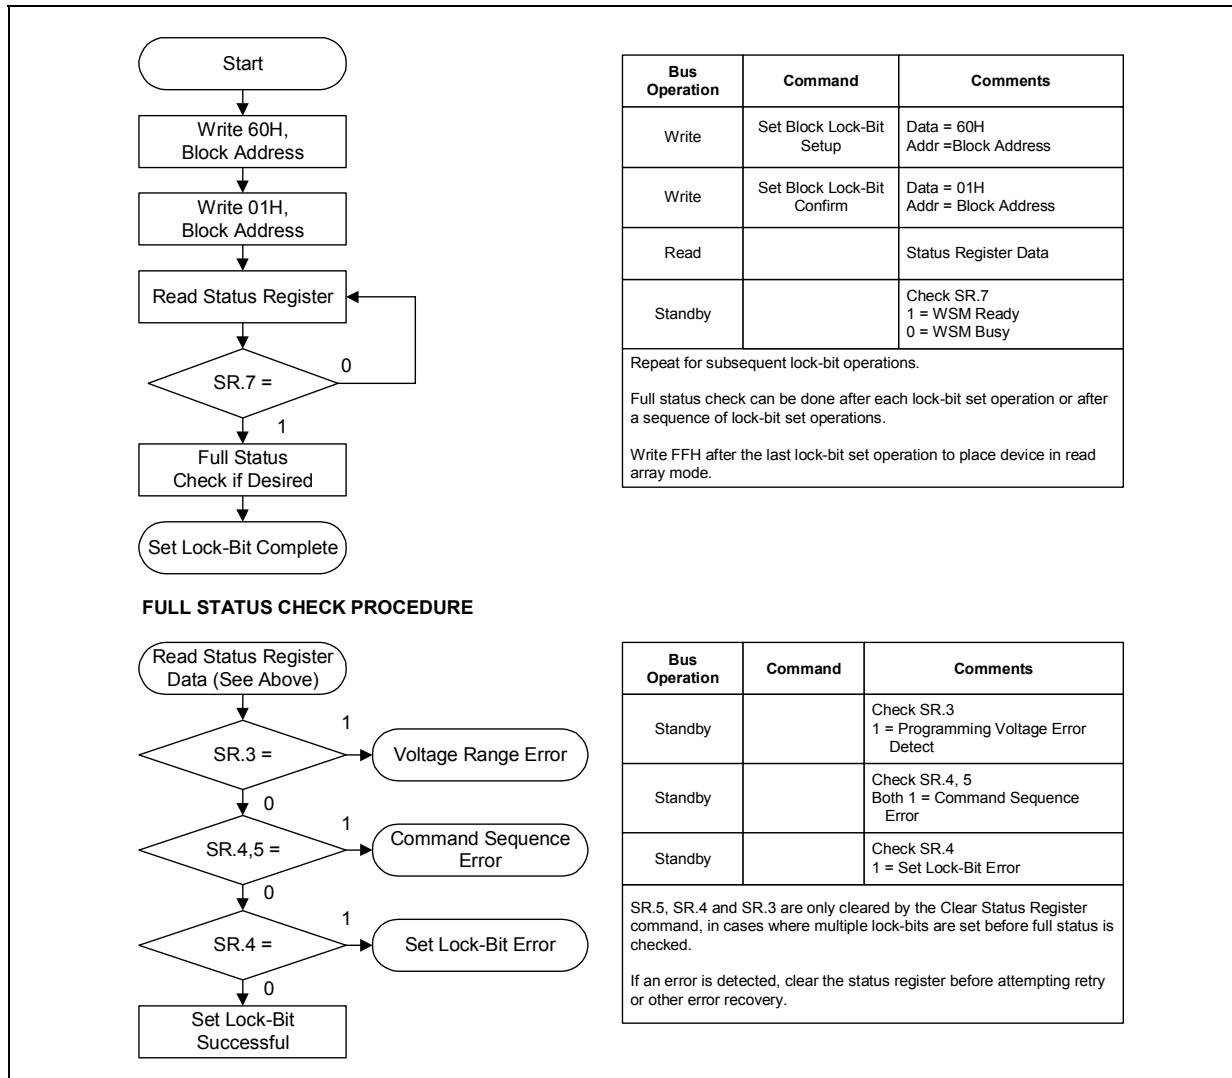 Start
Write 60H,
Block Address
Write 01H,
Block Address
Read Status Register
SR.7 =
0
1
Full Status
Check if Desired
Set Lock-Bit Complete
Bus
Operation
Command
Comments
Write
Set Block Lock-Bit
Setup
Data = 60H
Addr =Block Address
Write
Set Block Lock-Bit
Confirm
Data = 01H
Addr = Block Address
Read
Status Register Data
Standby
Check SR.7
1 = WSM Ready
0 = WSM Busy
Repeat for subsequent lock-bit operations.
Full status check can be done after each lock-bit set operation or after
a sequence of lock-bit set operations.
Write FFH after the last lock-bit set operation to place device in read
array mode.
FULL STATUS CHECK PROCEDURE
Read Status Register
Data (See Above)
SR.3 =
1
Voltage Range Error
0
SR.4,5 =
1
Command Sequence
Error
0
SR.4 =
1
Set Lock-Bit Error
0
Set Lock-Bit
Successful
Bus
Operation
Command
Comments
Standby
Check SR.3
1 = Programming Voltage Error
Detect
Standby
Check SR.4, 5
Both 1 = Command Sequence
Error
Standby
Check SR.4
1 = Set Lock-Bit Error
SR.5, SR.4 and SR.3 are only cleared by the Clear Status Register
command, in cases where multiple lock-bits are set before full status is
checked.
If an error is detected, clear the status register before attempting retry
or other error recovery.